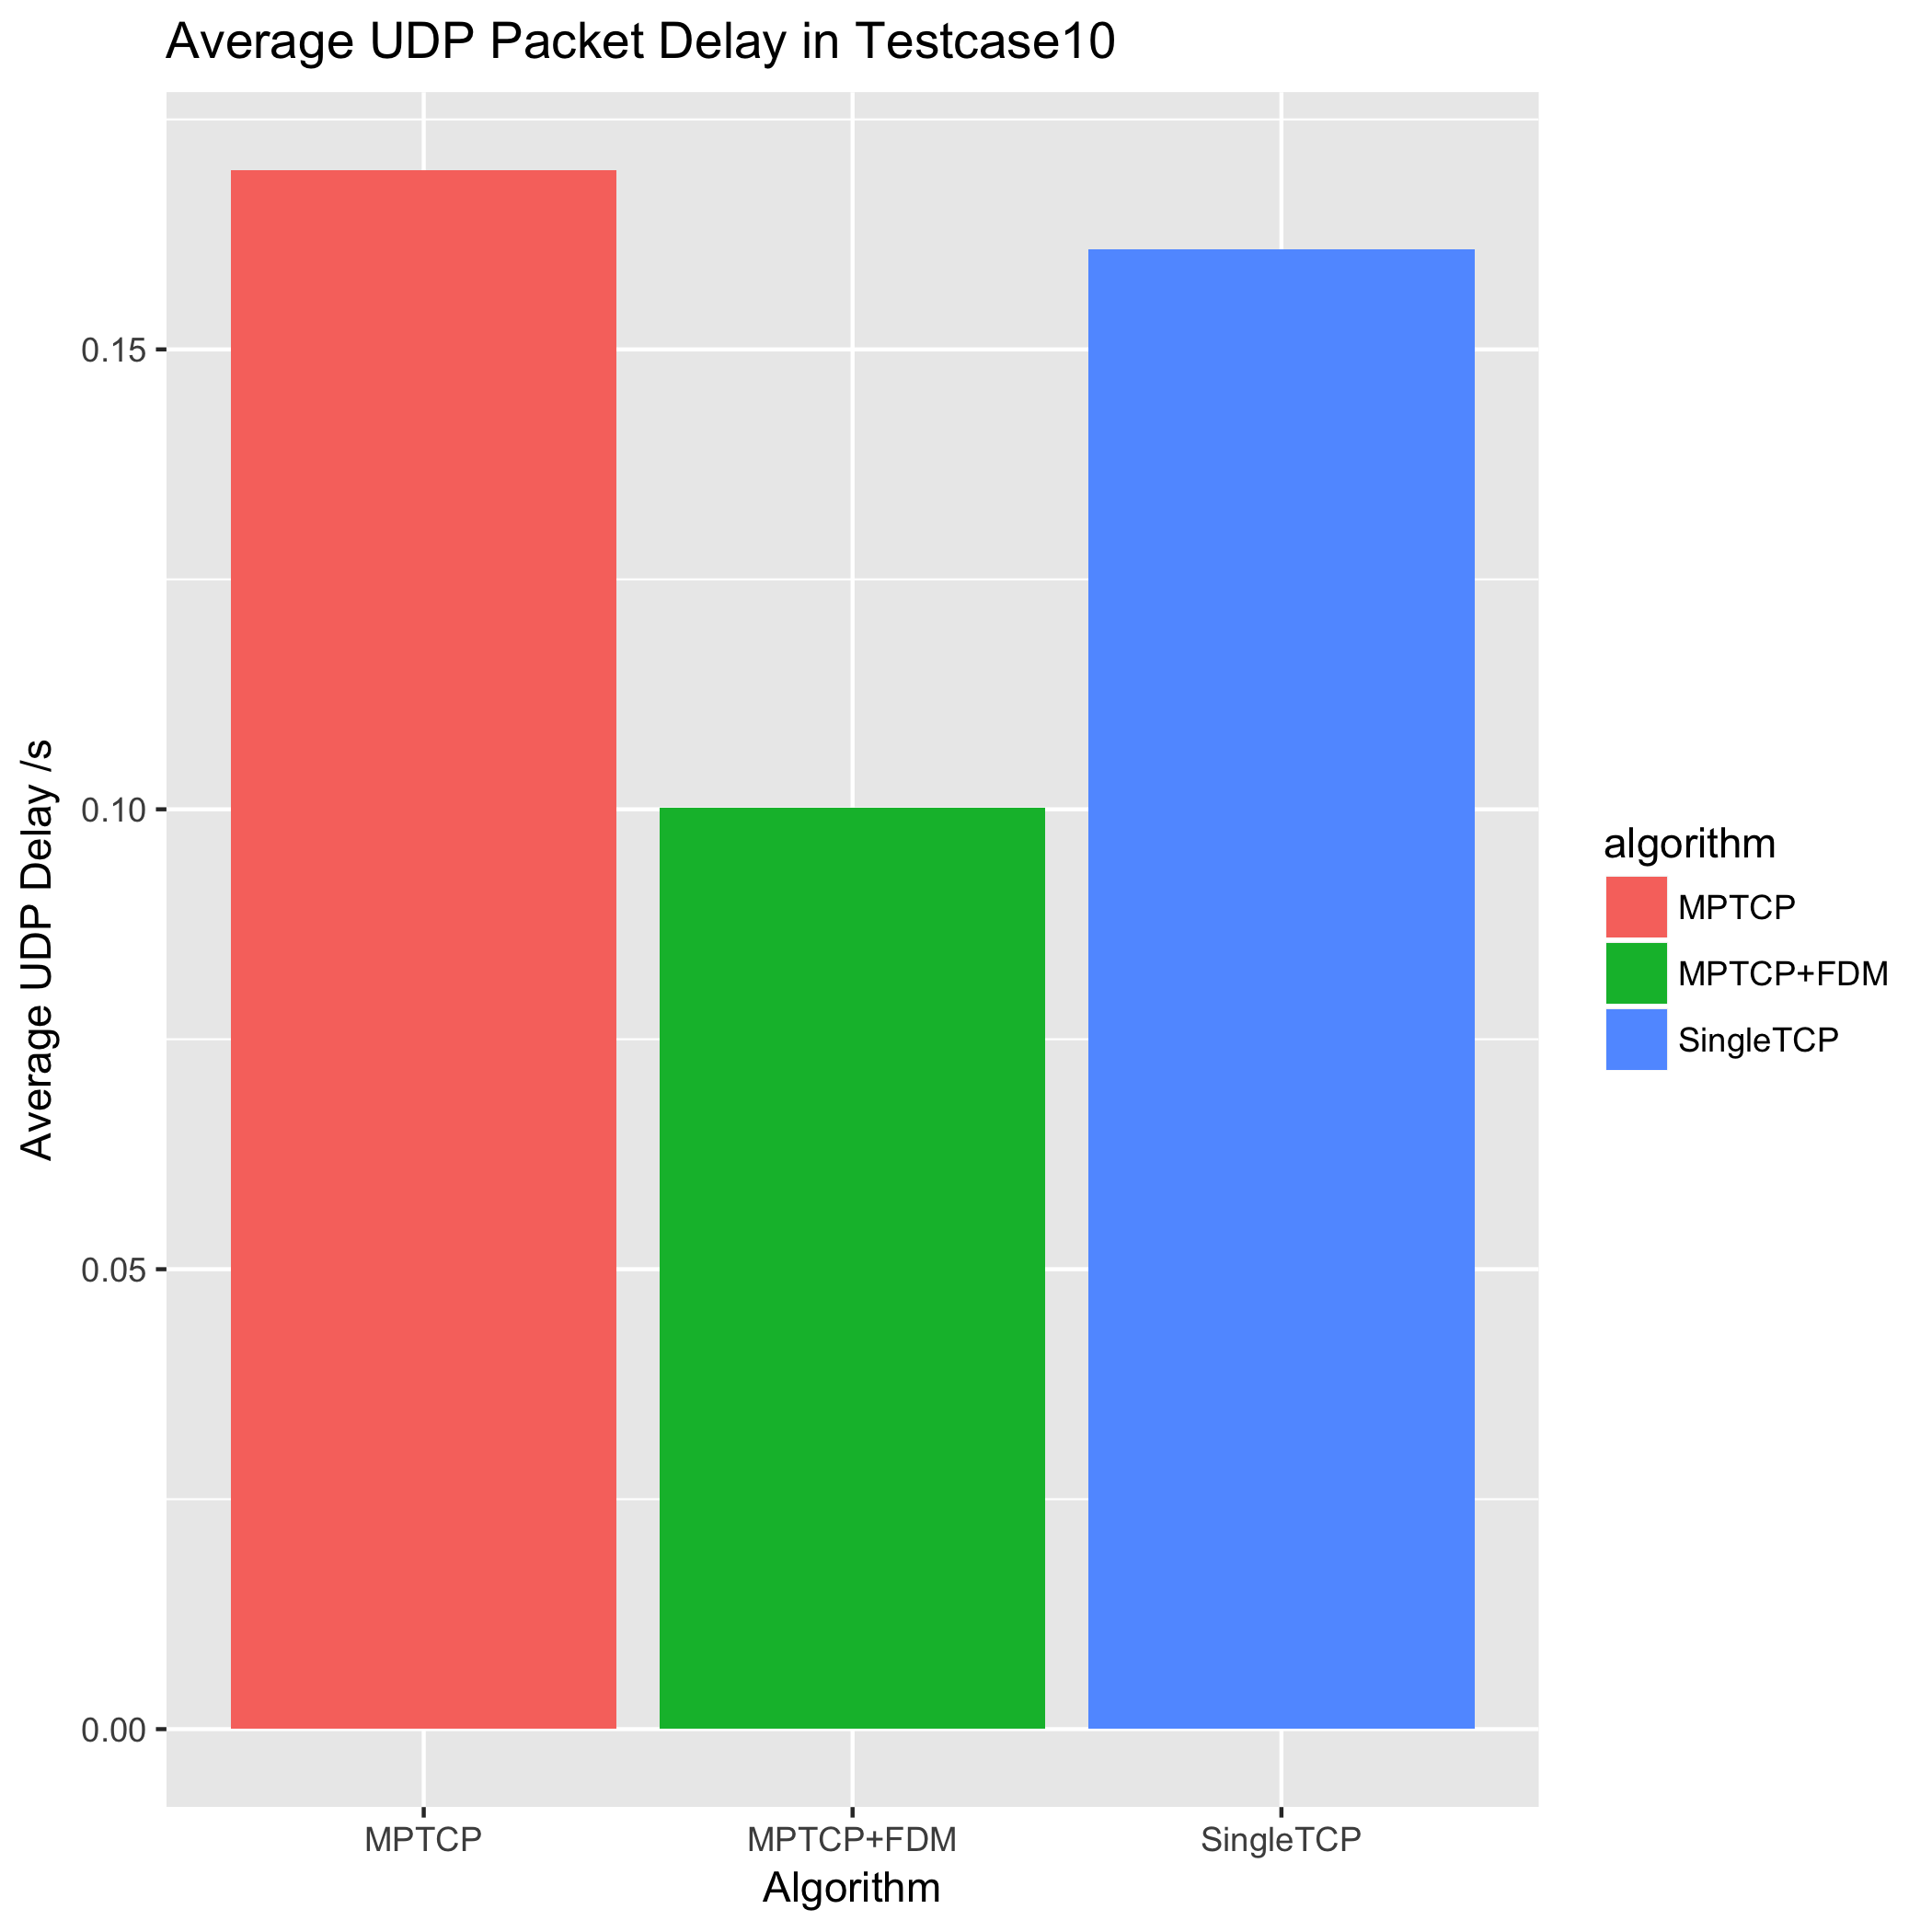 Average UDP Packet Delay in Testcase10
Average UDP Delay /s
0.15
0.10
0.05
0.00
MPTCP
MPTCP+FDM
SingleTCP
Algorithm
algorithm
MPTCP
MPTCP+FDM
SingleTCP